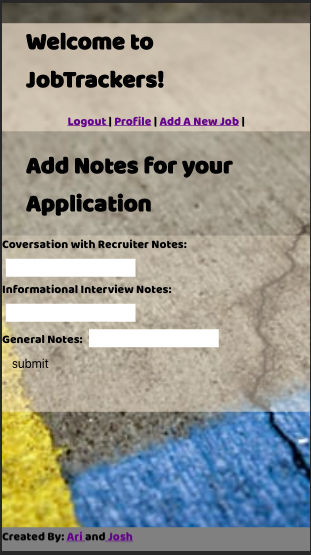 Welcome to
JobTrackers!
Logout | Profile | Add A New Job |
Add Notes for your
Application
Coversation with Recruiter Notes:
Informational Interview Notes:
General Notes:
submit
Created By: Ari and Josh